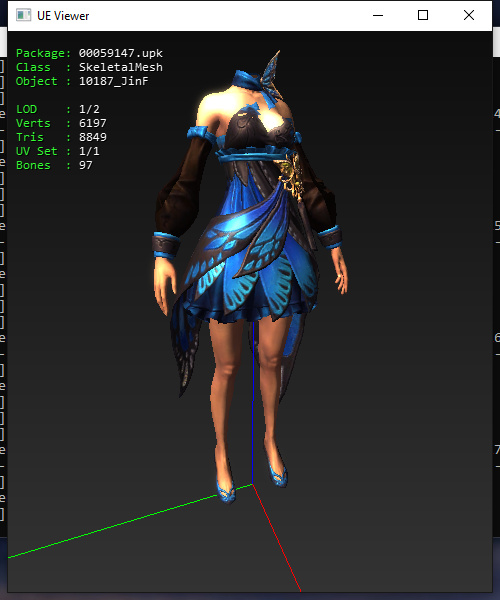 UE Viewer
Package: 00059147.upk
Class : SkeletalMesh
Object : 10187_JinF
LOD : 1/2
Verts : 6197
Tris : 8849
UV Set : 1/1
Bones : 97